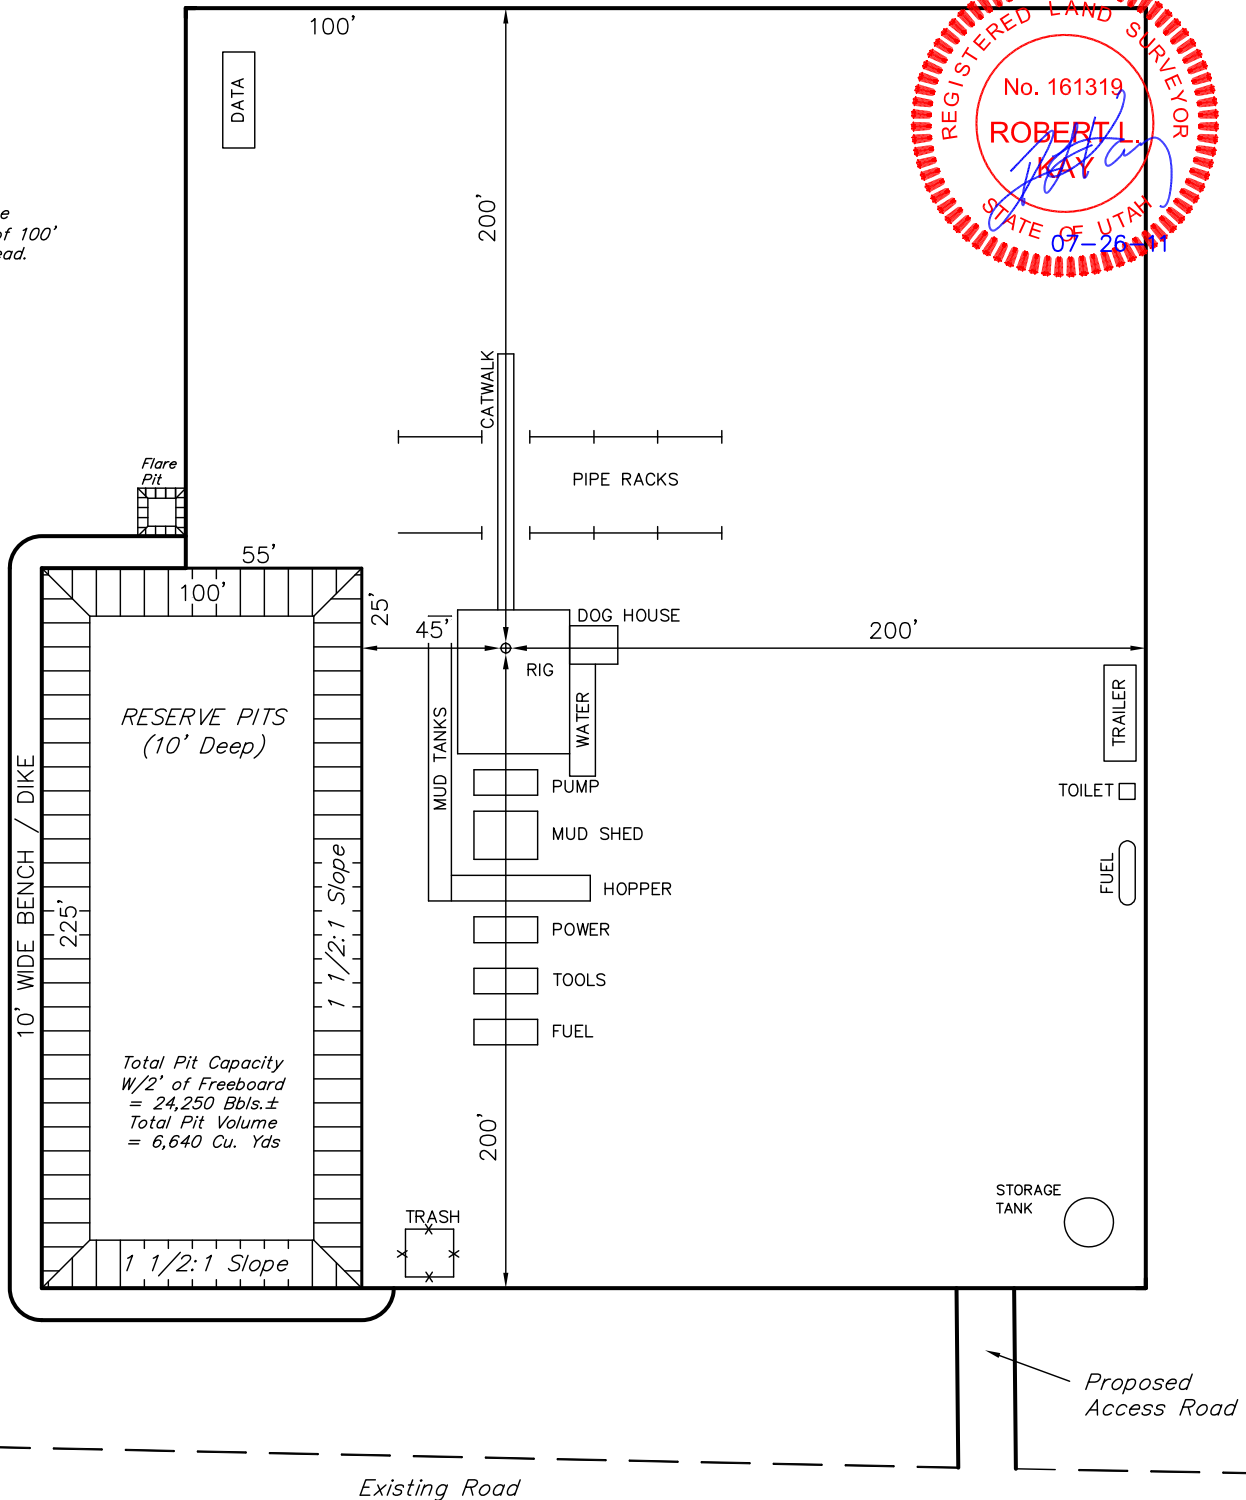 100'
DATA
REGISTERED LAND SURVEYOR
No. 161319
ROBERT L.
KAY
STATE OF UTAH
07-26-11
of 100'
200'
CATWALK
PIPE RACKS
Flare
Pit
55'
100'
25'
45'
DOG HOUSE
200'
RIG
RESERVE PITS
(10' Deep)
MUD TANKS
WATER
TRAILER
PUMP
TOILET
MUD SHED
FUEL
HOPPER
10' WIDE BENCH / DIKE
225'
1 1/2:1 Slope
POWER
TOOLS
FUEL
Total Pit Capacity
W/2' of Freeboard
= 24,250 Bbls.±
Total Pit Volume
= 6,640 Cu. Yds
200'
STORAGE
TANK
TRASH
1 1/2:1 Slope
Proposed
Access Road
Existing Road